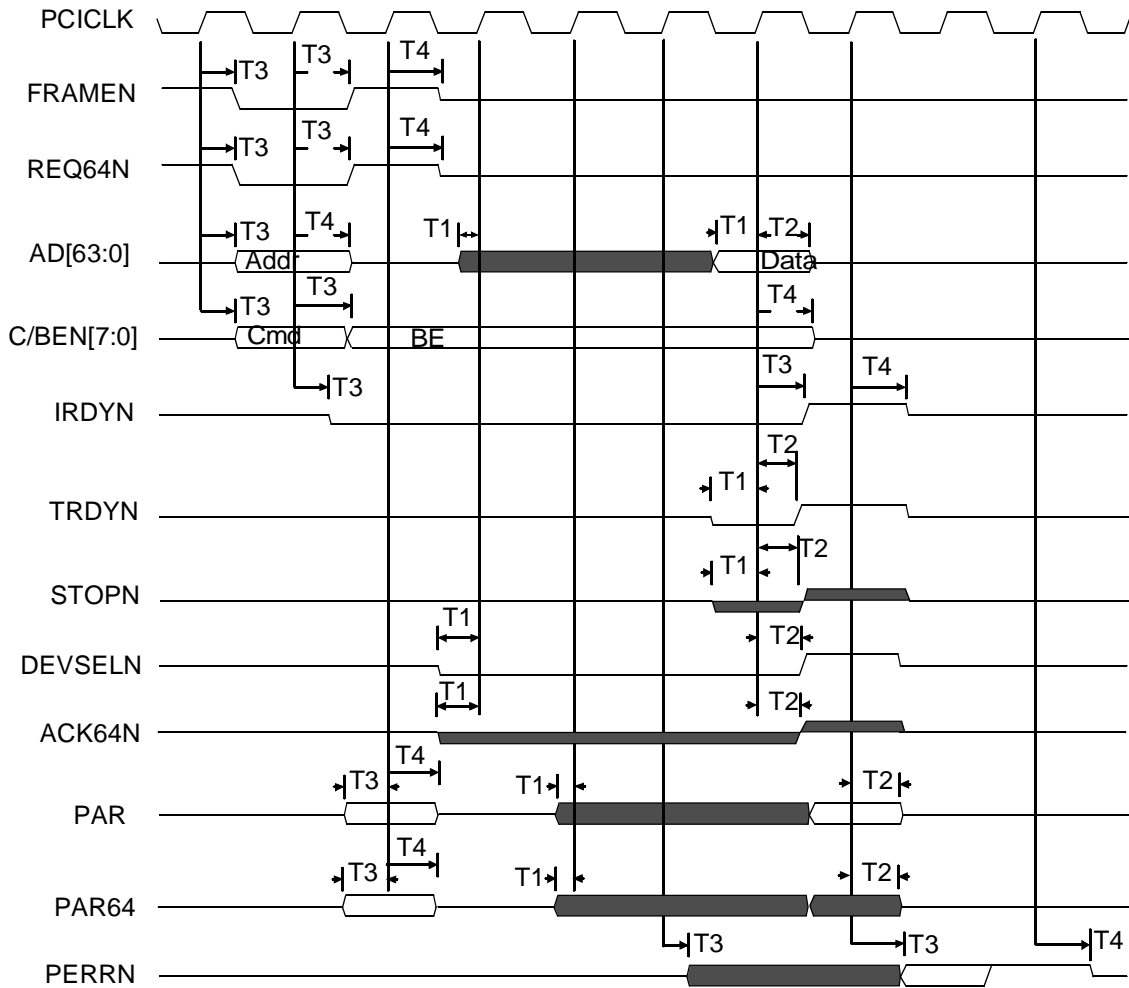 PCICLK
T3 T3 T4
FRAMEN
T3 T3 T4
REQ64N
T3 T4 T1 T1 T2
AD[63:0] Addr Data
T3 T3 T4
C/BEN[7:0] Cmd BE
T3 T3 T4
IRDYN
T1 T2
TRDYN
T1 T2
STOPN
T1 T2
DEVSELN
T1 T2
ACK64N
T3 T4 T1 T2
PAR
T3 T4 T1 T2
PAR64
T3 T3 T4
PERRN